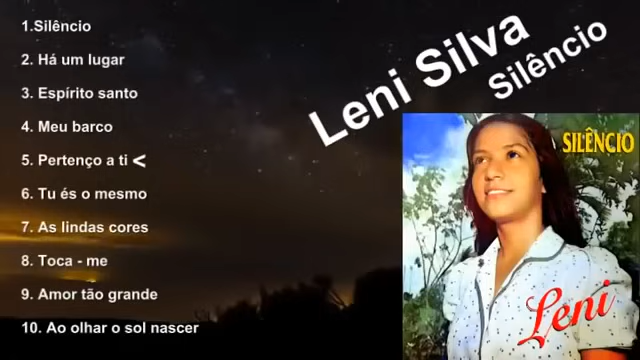 1.Silêncio
2. Há um lugar
3. Espírito santo
4. Meu barco
5. Pertenço a ti <
6. Tu és o mesmo
7. As lindas cores
8. Toca - me
9. Amor tão grande
10. Ao olhar o sol nascer
Leni Silva
Silêncio
SILÊNCIO
Leni